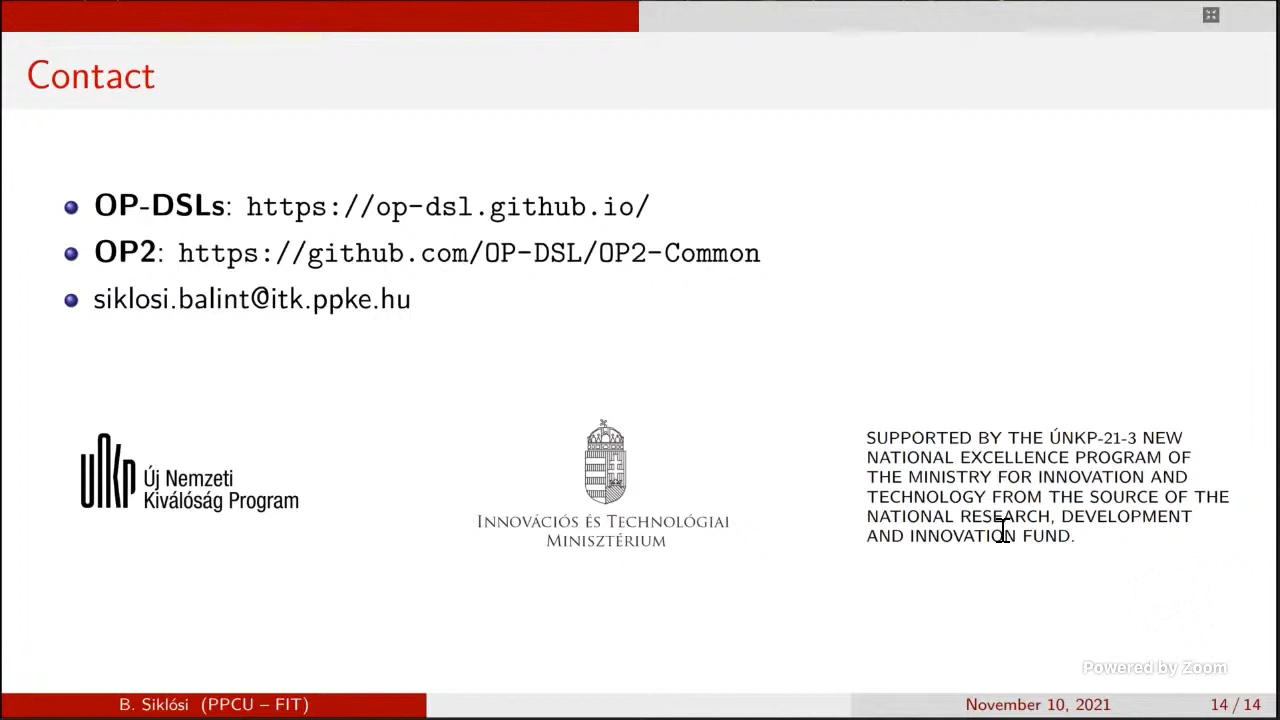 Contact
OP-DSLs: https://op-dsl.github.io/
OP2: https://github.com/OP-DSL/OP2-Common
siklosi.balint@itk.ppke.hu
ÚNKP
Új Nemzeti
Kiválóság Program
Innovációs és Technológiai
Minisztérium
SUPPORTED BY THE ÚNKP-21-3 NEW
NATIONAL EXCELLENCE PROGRAM OF
THE MINISTRY FOR INNOVATION AND
TECHNOLOGY FROM THE SOURCE OF THE
NATIONAL RESEARCH, DEVELOPMENT
AND INNOVATION FUND.
Powered by Zoom
B. Siklósi (PPCU – FIT)
November 10, 2021
14 / 14